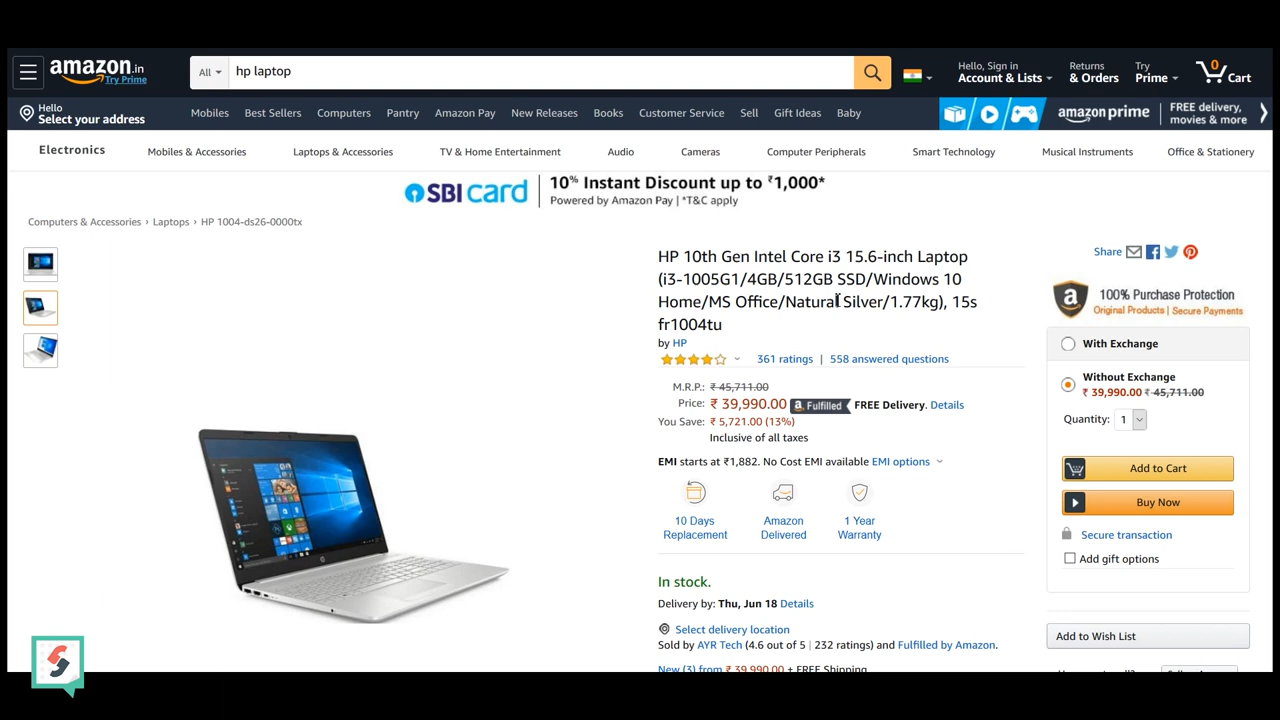 amazon.in
Try Prime
All
hp laptop
Hello, Sign in
Account & Lists
Returns
& Orders
Try
Prime
0
Cart
Hello
Select your address
Mobiles
Best Sellers
Computers
Pantry
Amazon Pay
New Releases
Books
Customer Service
Sell
Gift Ideas
Baby
amazon prime
FREE delivery,
movies & more
Electronics
Mobiles & Accessories
Laptops & Accessories
TV & Home Entertainment
Audio
Cameras
Computer Peripherals
Smart Technology
Musical Instruments
Office & Stationery
SBI card
10% Instant Discount up to ₹1,000*
Powered by Amazon Pay | *T&C apply
Computers & Accessories › Laptops › HP 1004-ds26-0000tx
HP 10th Gen Intel Core i3 15.6-inch Laptop
(i3-1005G1/4GB/512GB SSD/Windows 10
Home/MS Office/Natural Silver/1.77kg), 15s
fr1004tu
by HP
361 ratings | 558 answered questions
M.R.P.: ₹ 45,711.00
Price: ₹ 39,990.00 a Fulfilled FREE Delivery. Details
You Save: ₹ 5,721.00 (13%)
Inclusive of all taxes
EMI starts at ₹1,882. No Cost EMI available EMI options
10 Days
Replacement
Amazon
Delivered
1 Year
Warranty
In stock.
Delivery by: Thu, Jun 18 Details
Select delivery location
Sold by AYR Tech (4.6 out of 5 | 232 ratings) and Fulfilled by Amazon.
New (3) from ₹ 39,990.00 + FREE Shipping
Share
a
100% Purchase Protection
Original Products | Secure Payments
With Exchange
Without Exchange
₹ 39,990.00 ₹ 45,711.00
Quantity: 1
Add to Cart
Buy Now
Secure transaction
Add gift options
Add to Wish List